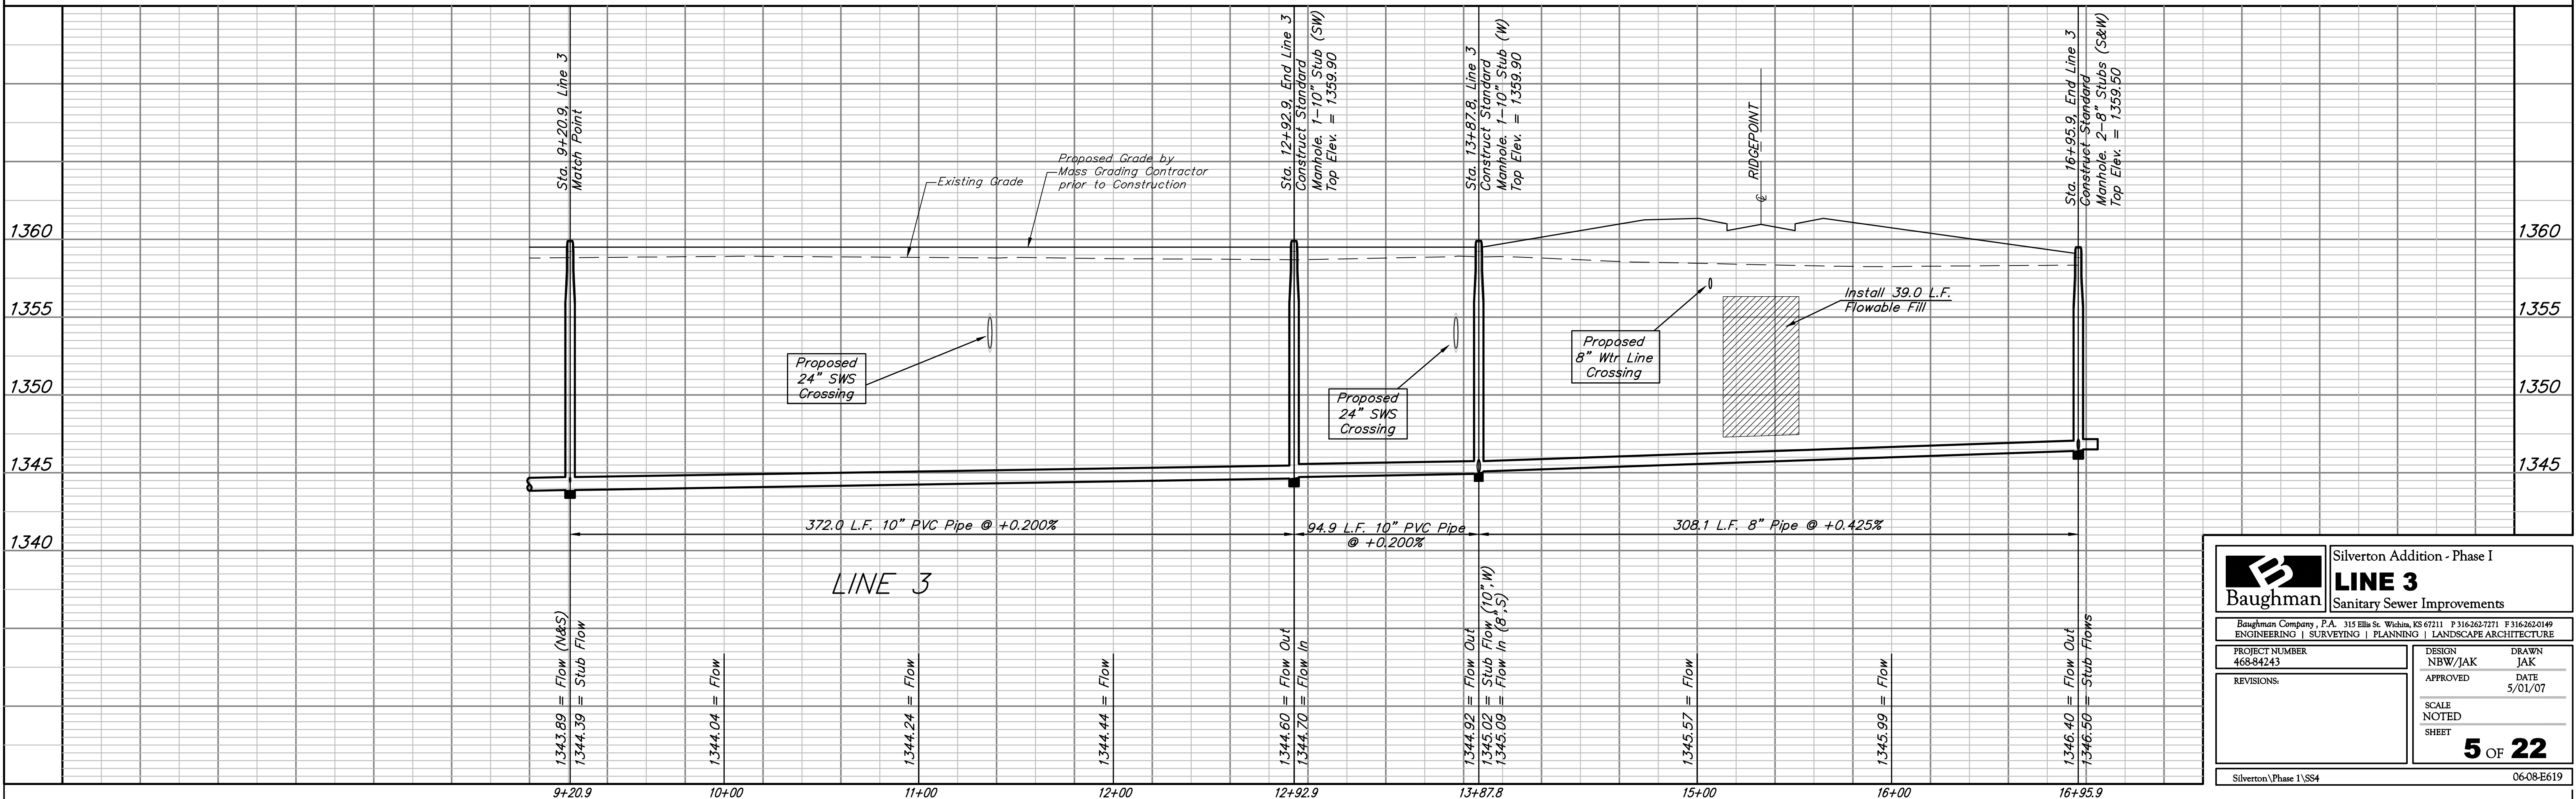 Sta. 9+20.9, Line 3
Match Point
Sta. 12+92.9, End Line 3
Construct Standard
Manhole. 1-10" Stub (SW)
Top Elev. = 1359.90
Sta. 13+87.8, Line 3
Construct Standard
Manhole. 1-10" Stub (W)
Top Elev. = 1359.90
RIDGEPOINT
℄
Sta. 16+95.9, End Line 3
Construct Standard
Manhole. 2-8" Stubs (S&W)
Top Elev. = 1359.50
Existing Grade
Proposed Grade by
Mass Grading Contractor
prior to Construction
1360
1355
1350
1345
1340
1360
1355
1350
1345
Proposed
24" SWS
Crossing
Proposed
24" SWS
Crossing
Proposed
8" Wtr Line
Crossing
Install 39.0 L.F.
Flowable Fill
372.0 L.F. 10" PVC Pipe @ +0.200%
94.9 L.F. 10" PVC Pipe
@ +0.200%
308.1 L.F. 8" Pipe @ +0.425%
LINE 3
1343.89 = Flow (N&S)
1344.39 = Stub Flow
1344.04 = Flow
1344.24 = Flow
1344.44 = Flow
1344.60 = Flow Out
1344.70 = Flow In
1344.92 = Flow Out
1345.02 = Stub Flow (10",W)
1345.09 = Flow In (8",S)
1345.57 = Flow
1345.99 = Flow
1346.40 = Flow Out
1346.50 = Stub Flows
9+20.9
10+00
11+00
12+00
12+92.9
13+87.8
15+00
16+00
16+95.9
B
Baughman
Silverton Addition - Phase I
LINE 3
Sanitary Sewer Improvements
Baughman Company, P.A. 315 Ellis St. Wichita, KS 67211 P 316-262-7271 F 316-262-0149
ENGINEERING | SURVEYING | PLANNING | LANDSCAPE ARCHITECTURE
PROJECT NUMBER
468-84243
REVISIONS:
DESIGN
NBW/JAK
DRAWN
JAK
APPROVED
DATE
5/01/07
SCALE
NOTED
SHEET
5 OF 22
Silverton\Phase 1\SS4
06-08-E619